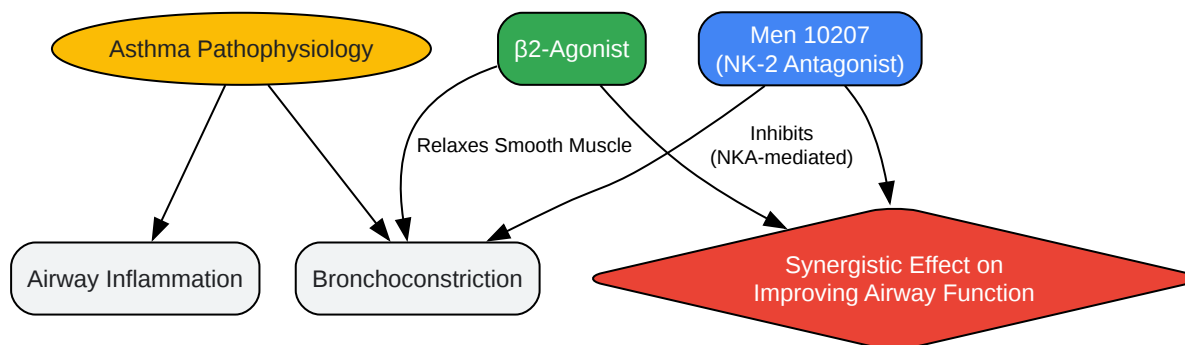 Asthma Pathophysiology
β2-Agonist
Men 10207
(NK-2 Antagonist)
Relaxes Smooth Muscle
Inhibits
(NKA-mediated)
Airway Inflammation
Bronchoconstriction
Synergistic Effect on
Improving Airway Function